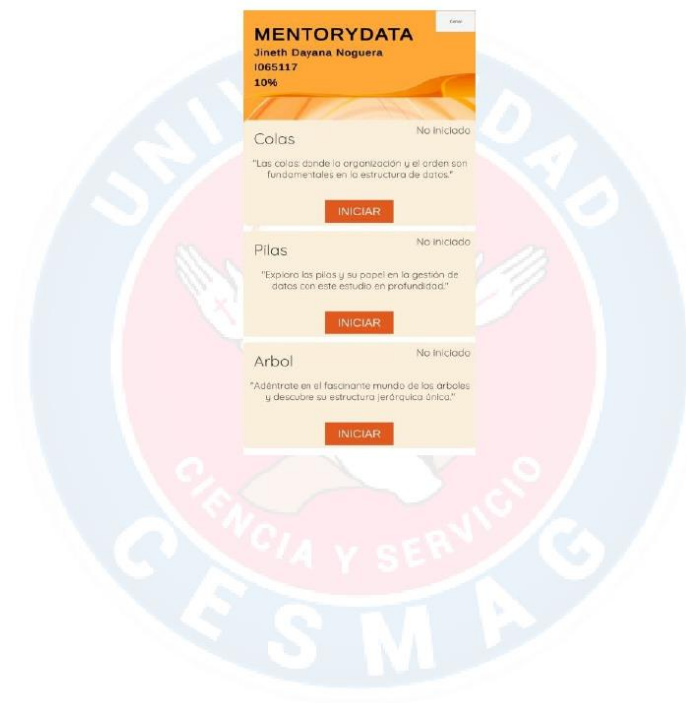 MENTORYDATA
Jineth Dayana Noguera
I065117
10%
No Iniciado
Colas
"Las colas: donde la organización y el orden son
fundamentales en la estructura de datos."
INICIAR
No Iniciado
Pilas
"Explora las pilas y su papel en la gestión de
datos con este estudio en profundidad."
INICIAR
No Iniciado
Arbol
"Adéntrate en el fascinante mundo de los árboles
y descubre su estructura jerárquica única."
INICIAR
UNIVERSIDAD
CIENCIA Y SERVICIO
CESMAG